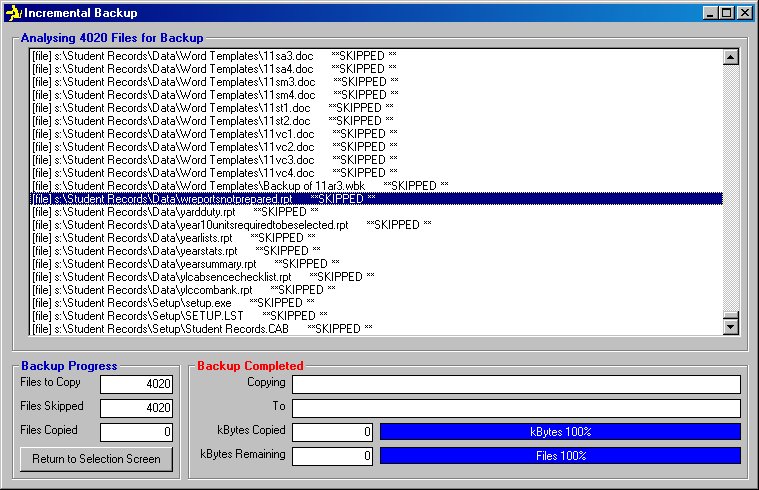 Incremental Backup
Analysing 4020 Files for Backup
[file] s:\Student Records\Data\Word Templates\11sa3.doc **SKIPPED **
[file] s:\Student Records\Data\Word Templates\11sa4.doc **SKIPPED **
[file] s:\Student Records\Data\Word Templates\11sm3.doc **SKIPPED **
[file] s:\Student Records\Data\Word Templates\11sm4.doc **SKIPPED **
[file] s:\Student Records\Data\Word Templates\11st1.doc **SKIPPED **
[file] s:\Student Records\Data\Word Templates\11st2.doc **SKIPPED **
[file] s:\Student Records\Data\Word Templates\11vc1.doc **SKIPPED **
[file] s:\Student Records\Data\Word Templates\11vc2.doc **SKIPPED **
[file] s:\Student Records\Data\Word Templates\11vc3.doc **SKIPPED **
[file] s:\Student Records\Data\Word Templates\11vc4.doc **SKIPPED **
[file] s:\Student Records\Data\Word Templates\Backup of 11ar3.wbk **SKIPPED **
[file] s:\Student Records\Data\wreportsnotprepared.rpt **SKIPPED **
[file] s:\Student Records\Data\yardduty.rpt **SKIPPED **
[file] s:\Student Records\Data\year10unitsrequiredtobeselected.rpt **SKIPPED **
[file] s:\Student Records\Data\yearlists.rpt **SKIPPED **
[file] s:\Student Records\Data\yearstats.rpt **SKIPPED **
[file] s:\Student Records\Data\yearsummary.rpt **SKIPPED **
[file] s:\Student Records\Data\ylcabsencechecklist.rpt **SKIPPED **
[file] s:\Student Records\Data\ylccombank.rpt **SKIPPED **
[file] s:\Student Records\Setup\setup.exe **SKIPPED **
[file] s:\Student Records\Setup\SETUP.LST **SKIPPED **
[file] s:\Student Records\Setup\Student Records.CAB **SKIPPED **
Backup Progress
Files to Copy 4020
Files Skipped 4020
Files Copied 0
Return to Selection Screen
Backup Completed
Copying
To
kBytes Copied 0 kBytes 100%
kBytes Remaining 0 Files 100%